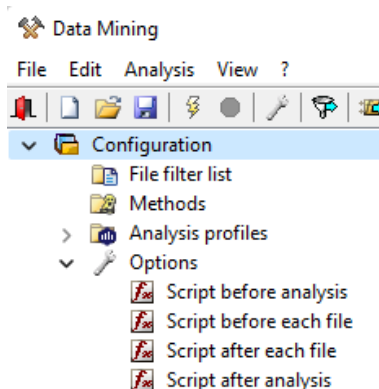 Data Mining
File Edit Analysis View ?
Configuration
File filter list
Methods
Analysis profiles
Options
Script before analysis
Script before each file
Script after each file
Script after analysis